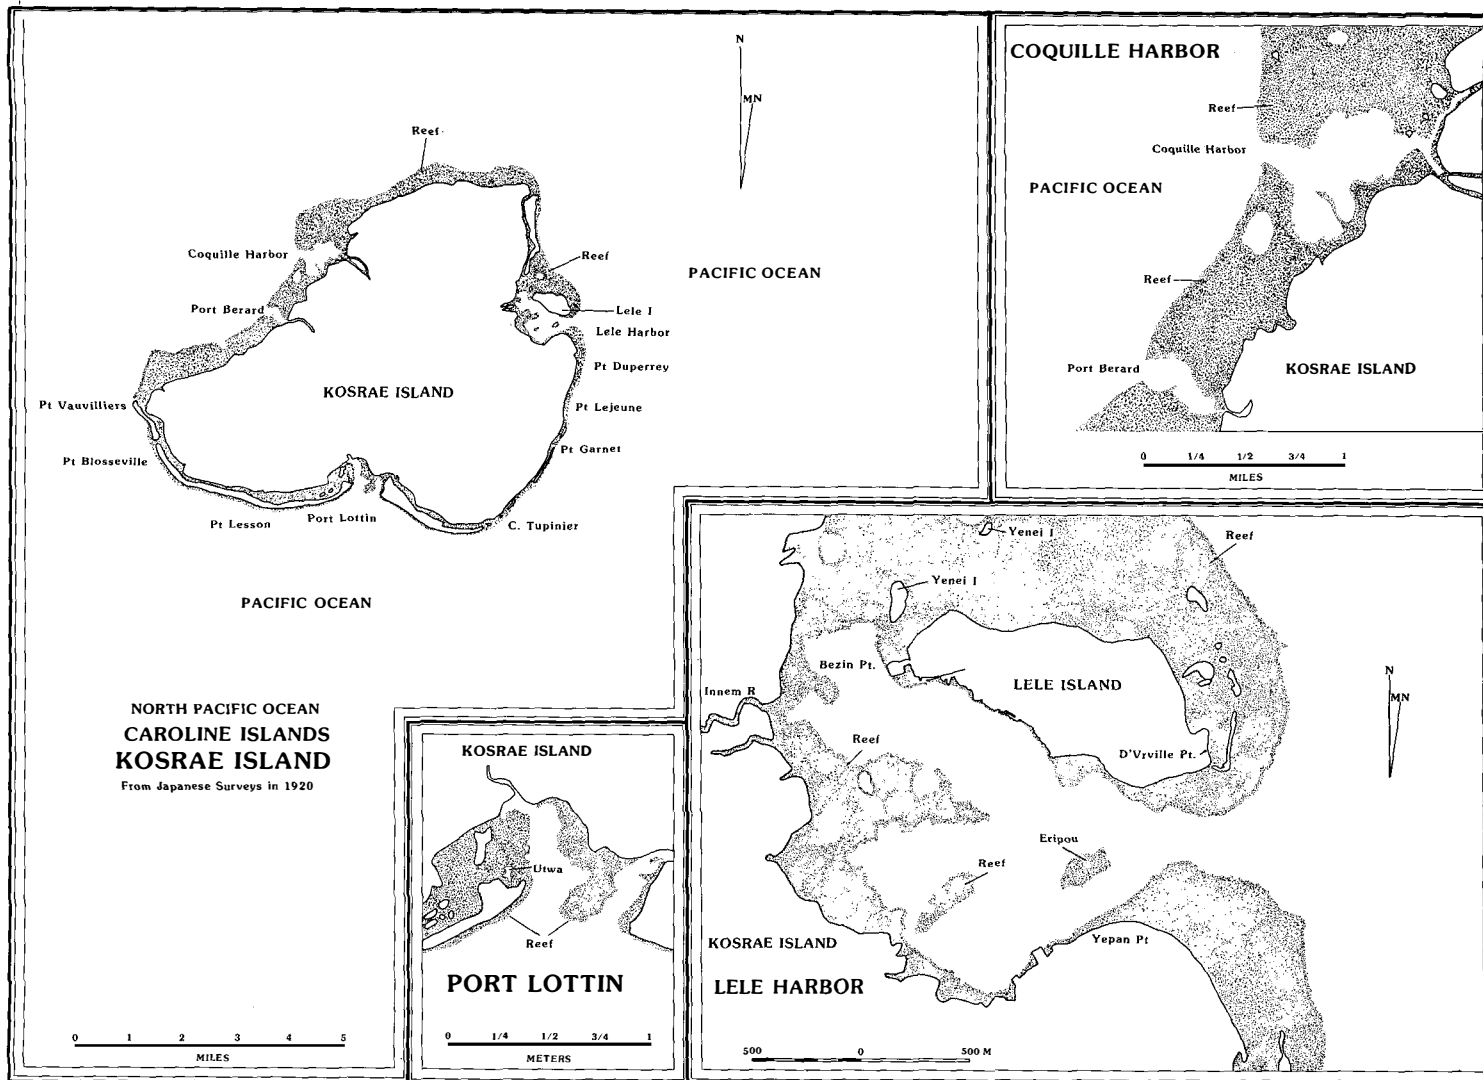 N
MN
Reef
Coquille Harbor
Reef
PACIFIC OCEAN
Port Berard
Lele I
Lele Harbor
Pt Duperrey
KOSRAE ISLAND
Pt Vauvilliers
Pt Lejeune
Pt Garnet
Pt Blosseville
Pt Lesson
Port Lottin
C. Tupinier
PACIFIC OCEAN
NORTH PACIFIC OCEAN
CAROLINE ISLANDS
KOSRAE ISLAND
From Japanese Surveys in 1920
0 1 2 3 4 5
MILES
COQUILLE HARBOR
Reef
Coquille Harbor
PACIFIC OCEAN
Reef
Port Berard
KOSRAE ISLAND
0 1/4 1/2 3/4 1
MILES
KOSRAE ISLAND
Utwa
Reef
PORT LOTTIN
0 1/4 1/2 3/4 1
METERS
Yenei I
Reef
Yenei I
Bezin Pt.
LELE ISLAND
N
MN
Innem R
Reef
D'Vrville Pt.
Eripou
Reef
Yepan Pt
KOSRAE ISLAND
LELE HARBOR
500 0 500 M